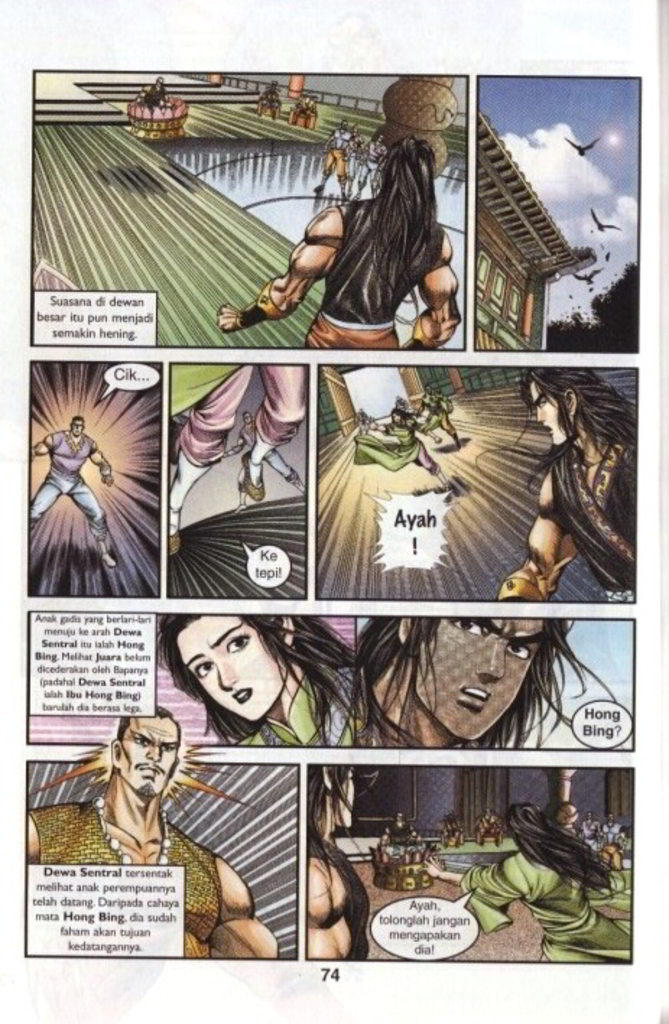 Suasana di dewan
besar itu pun menjadi
semakin hening.
Cik...
Ke
tepi!
Ayah
!
Anak gadis yang berlari-lari
menuju ke arah Dewa
Sentral itu ialah Hong
Bing. Melihat Juara belum
dicederakan oleh Bapanya
(padahal Dewa Sentral
ialah Ibu Hong Bing)
barulah dia berasa lega.
Hong
Bing?
Dewa Sentral tersentak
melihat anak perempuannya
telah datang. Daripada cahaya
mata Hong Bing, dia sudah
faham akan tujuan
kedatangannya.
Ayah,
tolonglah jangan
mengapakan
dia!
74